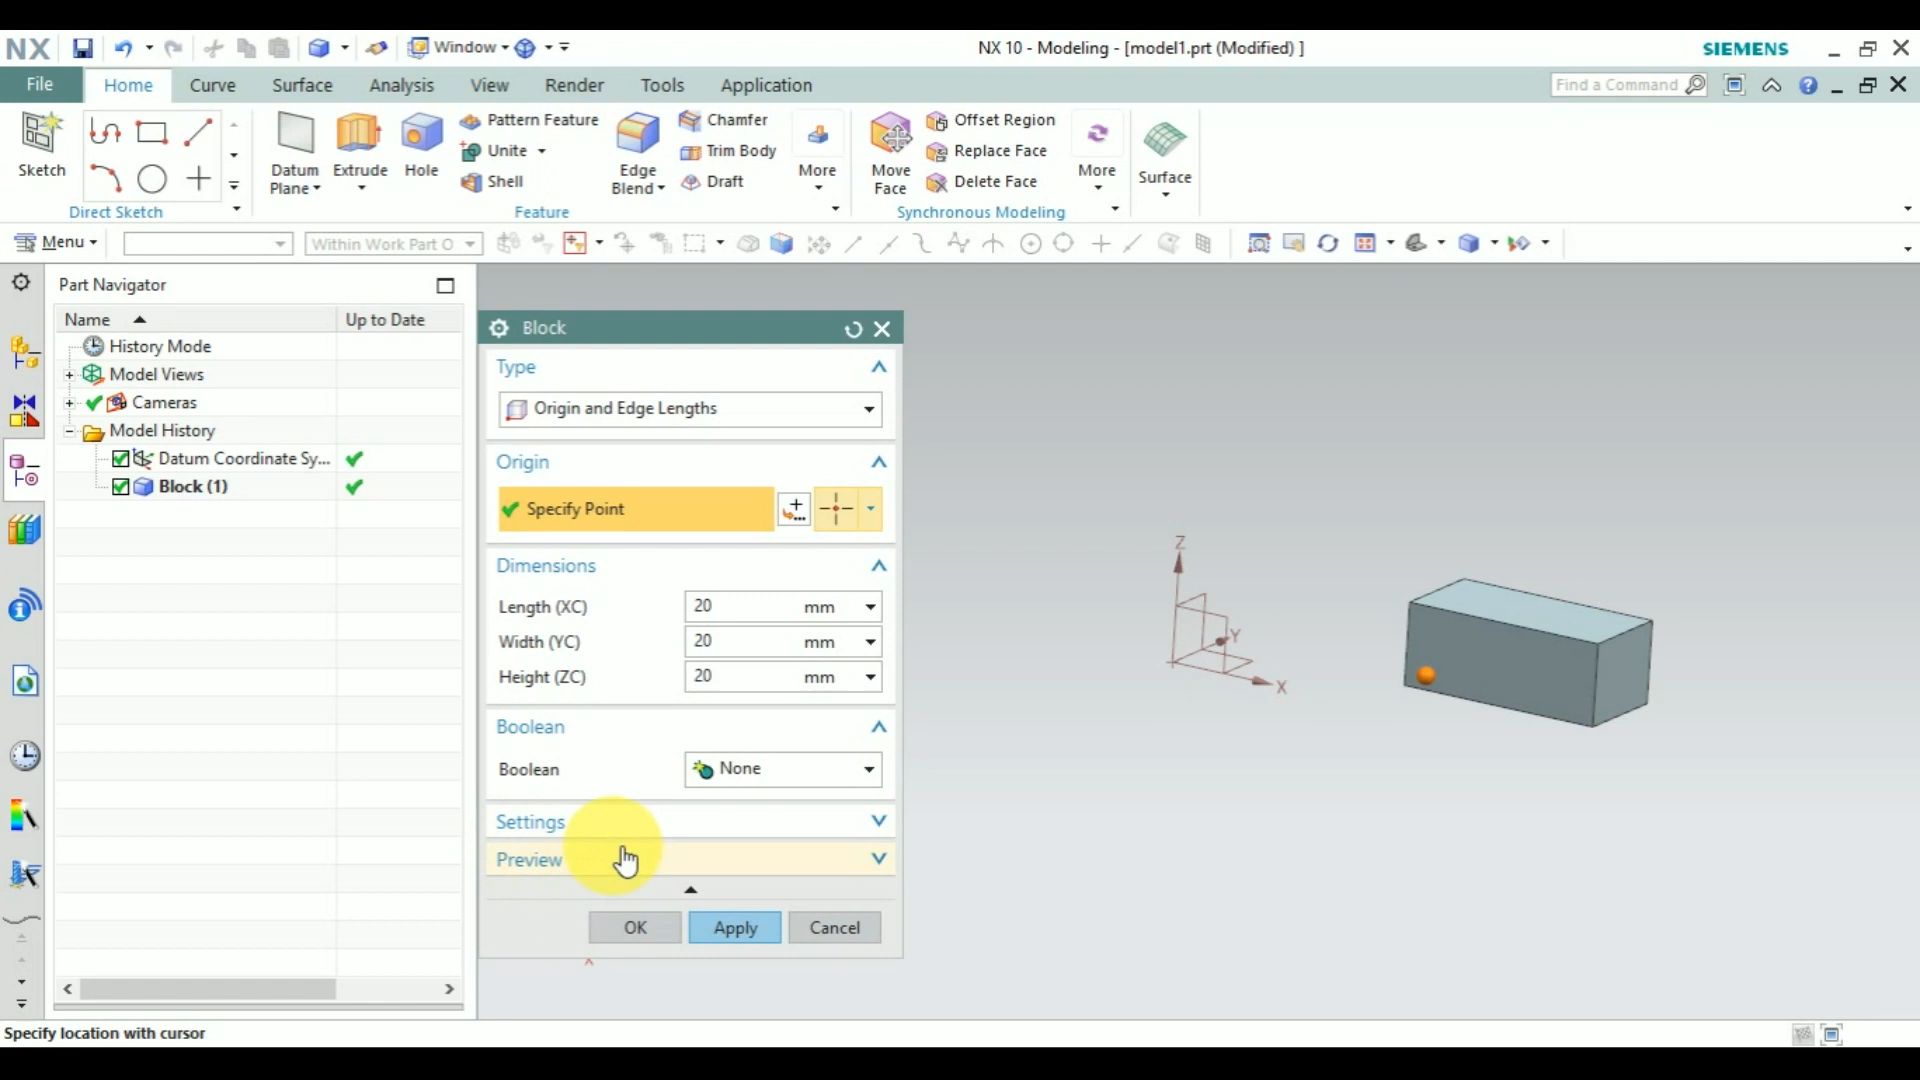 NX Window NX 10 - Modeling - [model1.prt (Modified) ] SIEMENS
File Home Curve Surface Analysis View Render Tools Application Find a Command
Sketch
Direct Sketch
Datum Plane
Extrude
Hole
Pattern Feature
Unite
Shell
Edge Blend
Chamfer
Trim Body
Draft
More
Feature
Move Face
Offset Region
Replace Face
Delete Face
More
Synchronous Modeling
Surface
Menu Within Work Part O
Part Navigator
Name Up to Date
History Mode
Model Views
Cameras
Model History
Datum Coordinate Sy...
Block (1)
Block
Type
Origin and Edge Lengths
Origin
Specify Point
Dimensions
Length (XC) 20 mm
Width (YC) 20 mm
Height (ZC) 20 mm
Boolean
Boolean None
Settings
Preview
OK Apply Cancel
Z
Y
X
Specify location with cursor